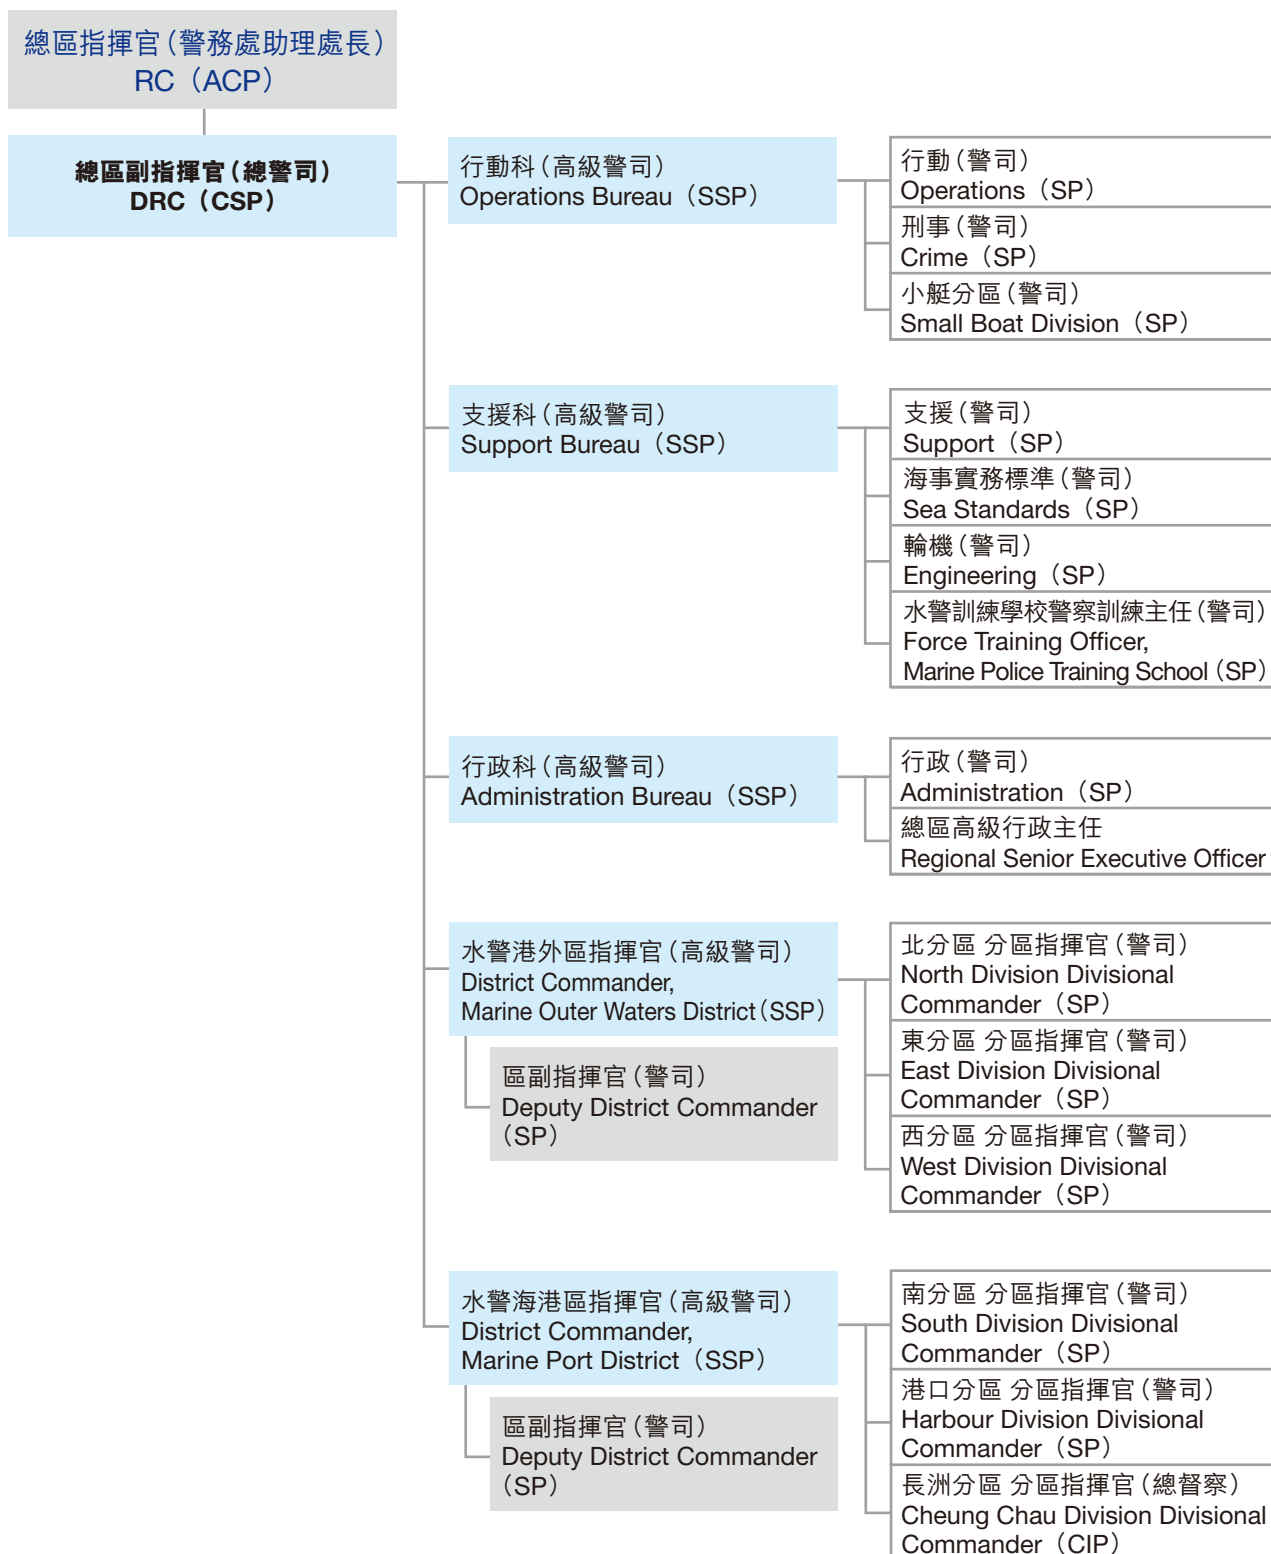 總區指揮官(警務處助理處長)
RC(ACP)
總區副指揮官(總警司)
DRC(CSP)
行動科(高級警司)
Operations Bureau(SSP)
行動(警司)
Operations(SP)
刑事(警司)
Crime(SP)
小艇分區(警司)
Small Boat Division(SP)
支援科(高級警司)
Support Bureau(SSP)
支援(警司)
Support(SP)
海事實務標準(警司)
Sea Standards(SP)
輪機(警司)
Engineering(SP)
水警訓練學校警察訓練主任(警司)
Force Training Officer,
Marine Police Training School(SP)
行政科(高級警司)
Administration Bureau(SSP)
行政(警司)
Administration(SP)
總區高級行政主任
Regional Senior Executive Officer
水警港外區指揮官(高級警司)
District Commander,
Marine Outer Waters District(SSP)
區副指揮官(警司)
Deputy District Commander
(SP)
北分區 分區指揮官(警司)
North Division Divisional
Commander(SP)
東分區 分區指揮官(警司)
East Division Divisional
Commander(SP)
西分區 分區指揮官(警司)
West Division Divisional
Commander(SP)
水警海港區指揮官(高級警司)
District Commander,
Marine Port District(SSP)
區副指揮官(警司)
Deputy District Commander
(SP)
南分區 分區指揮官(警司)
South Division Divisional
Commander(SP)
港口分區 分區指揮官(警司)
Harbour Division Divisional
Commander(SP)
長洲分區 分區指揮官(總督察)
Cheung Chau Division Divisional
Commander(CIP)